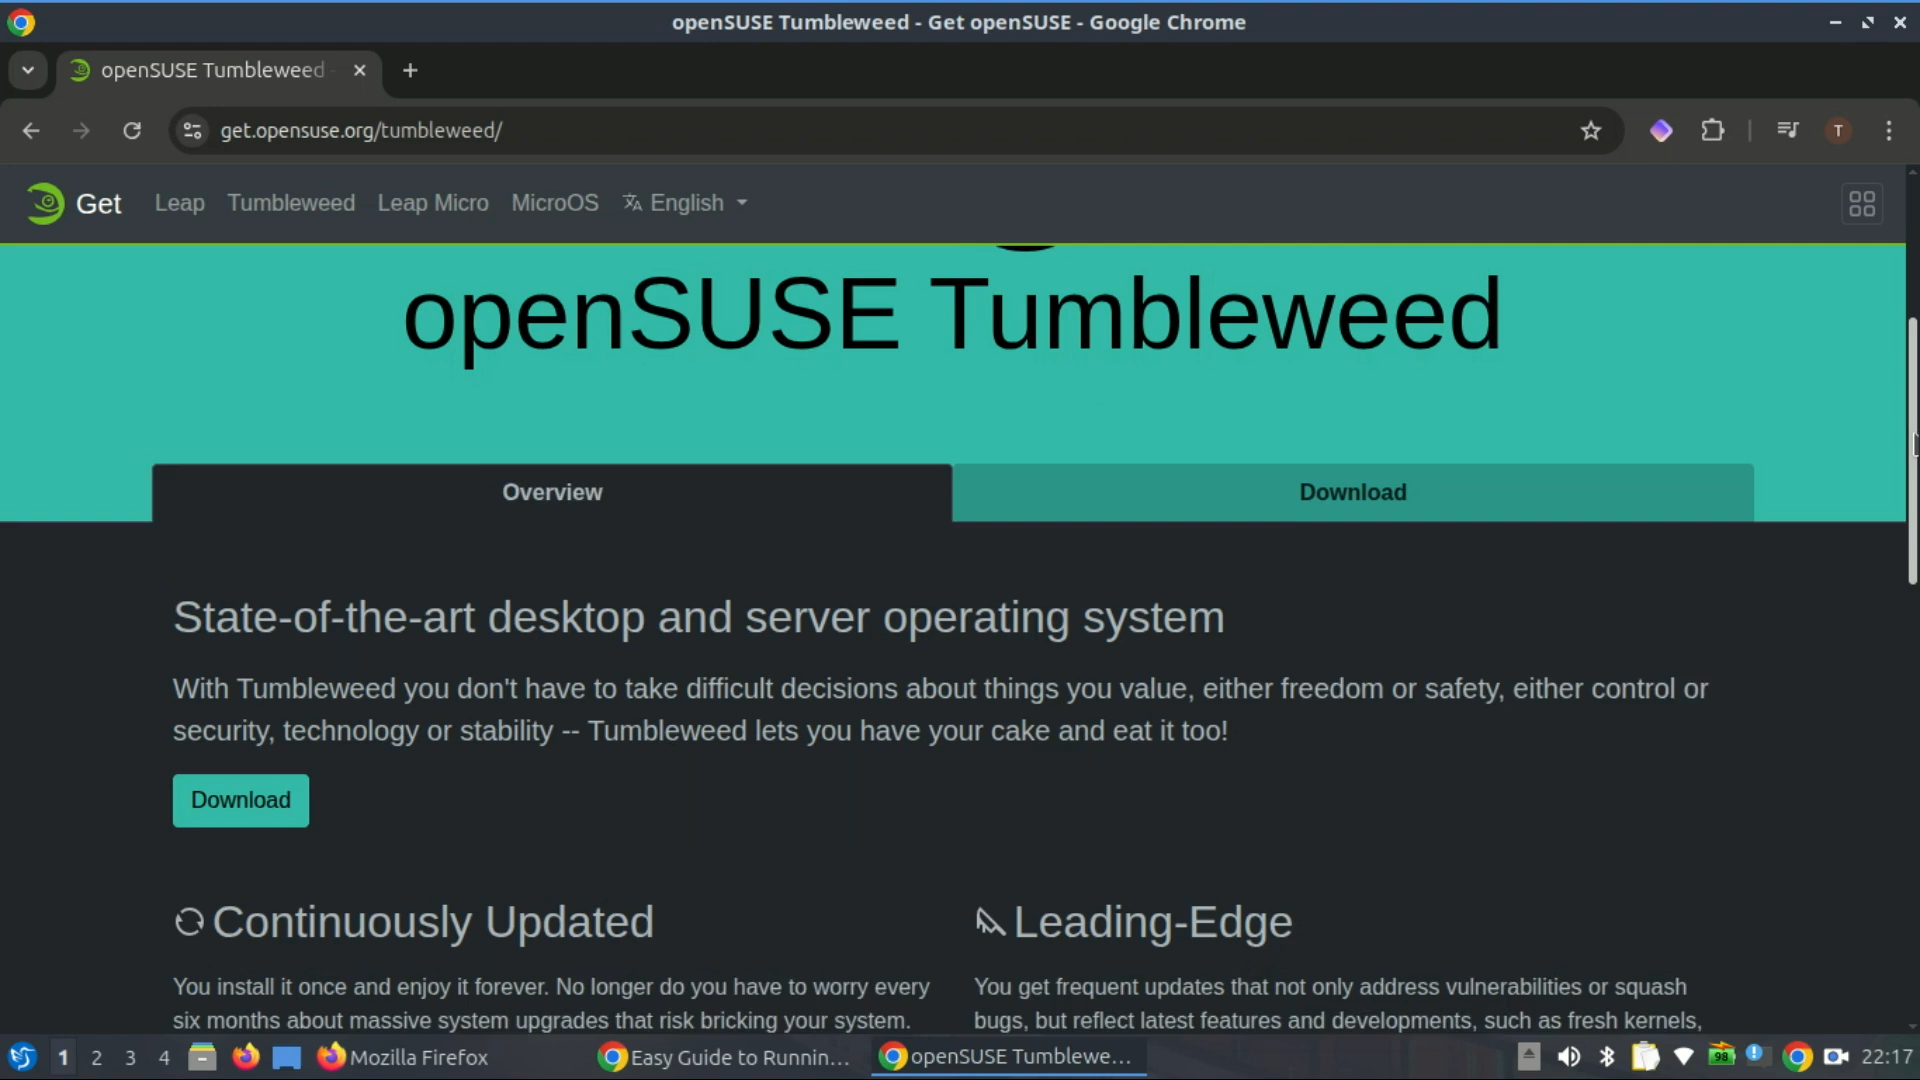 openSUSE Tumbleweed - Get openSUSE - Google Chrome
openSUSE Tumbleweed
get.opensuse.org/tumbleweed/
T
Get
Leap
Tumbleweed
Leap Micro
MicroOS
English
openSUSE Tumbleweed
Overview
Download
State-of-the-art desktop and server operating system
With Tumbleweed you don't have to take difficult decisions about things you value, either freedom or safety, either control or
security, technology or stability -- Tumbleweed lets you have your cake and eat it too!
Download
Continuously Updated
You install it once and enjoy it forever. No longer do you have to worry every
six months about massive system upgrades that risk bricking your system.
Leading-Edge
You get frequent updates that not only address vulnerabilities or squash
bugs, but reflect latest features and developments, such as fresh kernels,
1
2
3
4
Mozilla Firefox
Easy Guide to Runnin...
openSUSE Tumblewe...
98
22:17